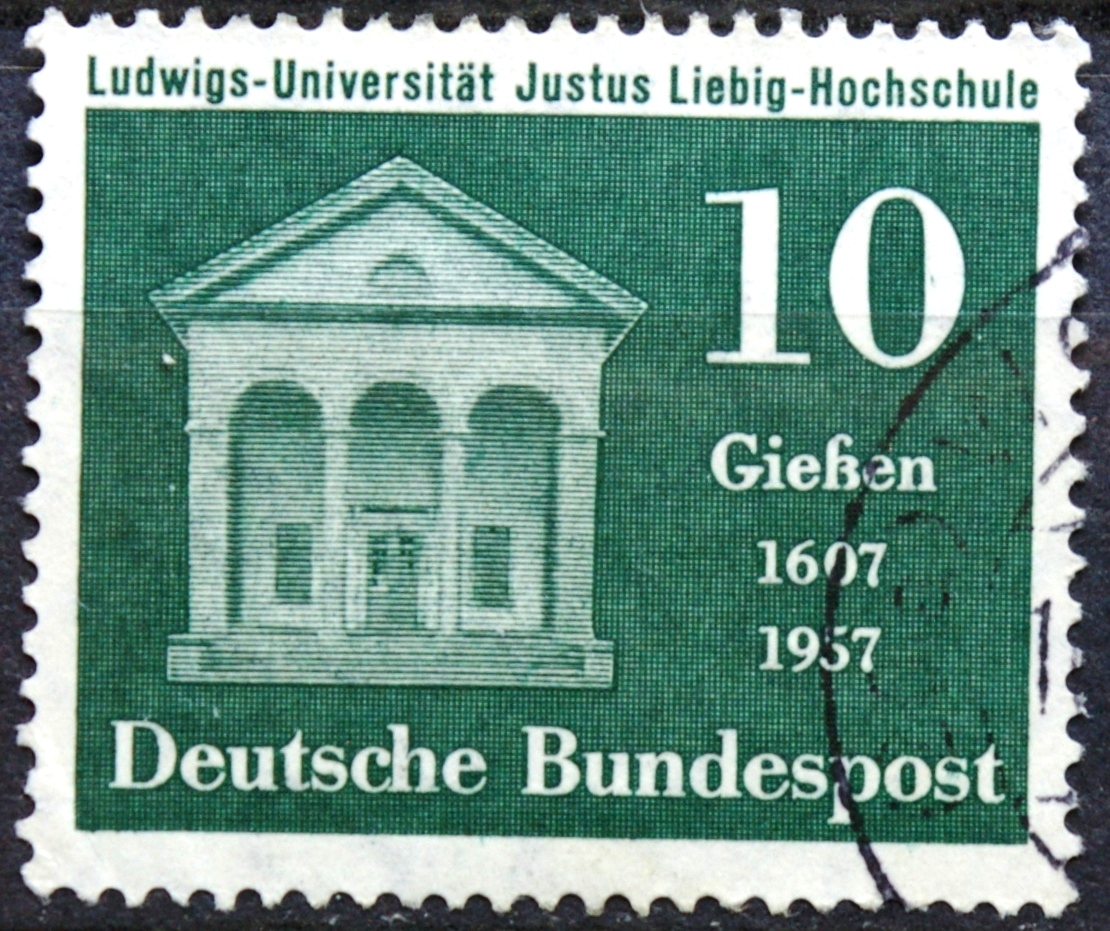 Ludwigs-Universität Justus Liebig-Hochschule
10
Gießen
1607
1957
Deutsche Bundespost